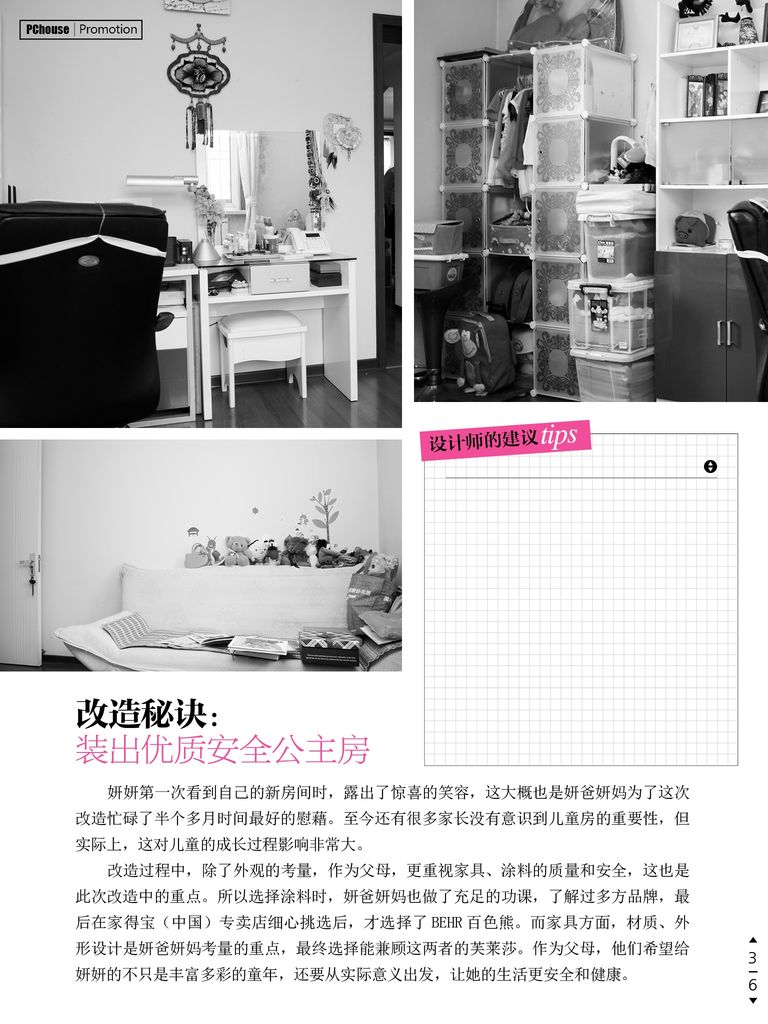 PChouse | Promotion
设计师的建议tips
改造秘诀：
装出优质安全公主房
妍妍第一次看到自己的新房间时，露出了惊喜的笑容，这大概也是妍爸妍妈为了这次
改造忙碌了半个多月时间最好的慰藉。至今还有很多家长没有意识到儿童房的重要性，但
实际上，这对儿童的成长过程影响非常大。
改造过程中，除了外观的考量，作为父母，更重视家具、涂料的质量和安全，这也是
此次改造中的重点。所以选择涂料时，妍爸妍妈也做了充足的功课，了解过多方品牌，最
后在家得宝（中国）专卖店细心挑选后，才选择了 BEHR 百色熊。而家具方面，材质、外
形设计是妍爸妍妈考量的重点，最终选择能兼顾这两者的芙莱莎。作为父母，他们希望给
妍妍的不只是丰富多彩的童年，还要从实际意义出发，让她的生活更安全和健康。
3
6